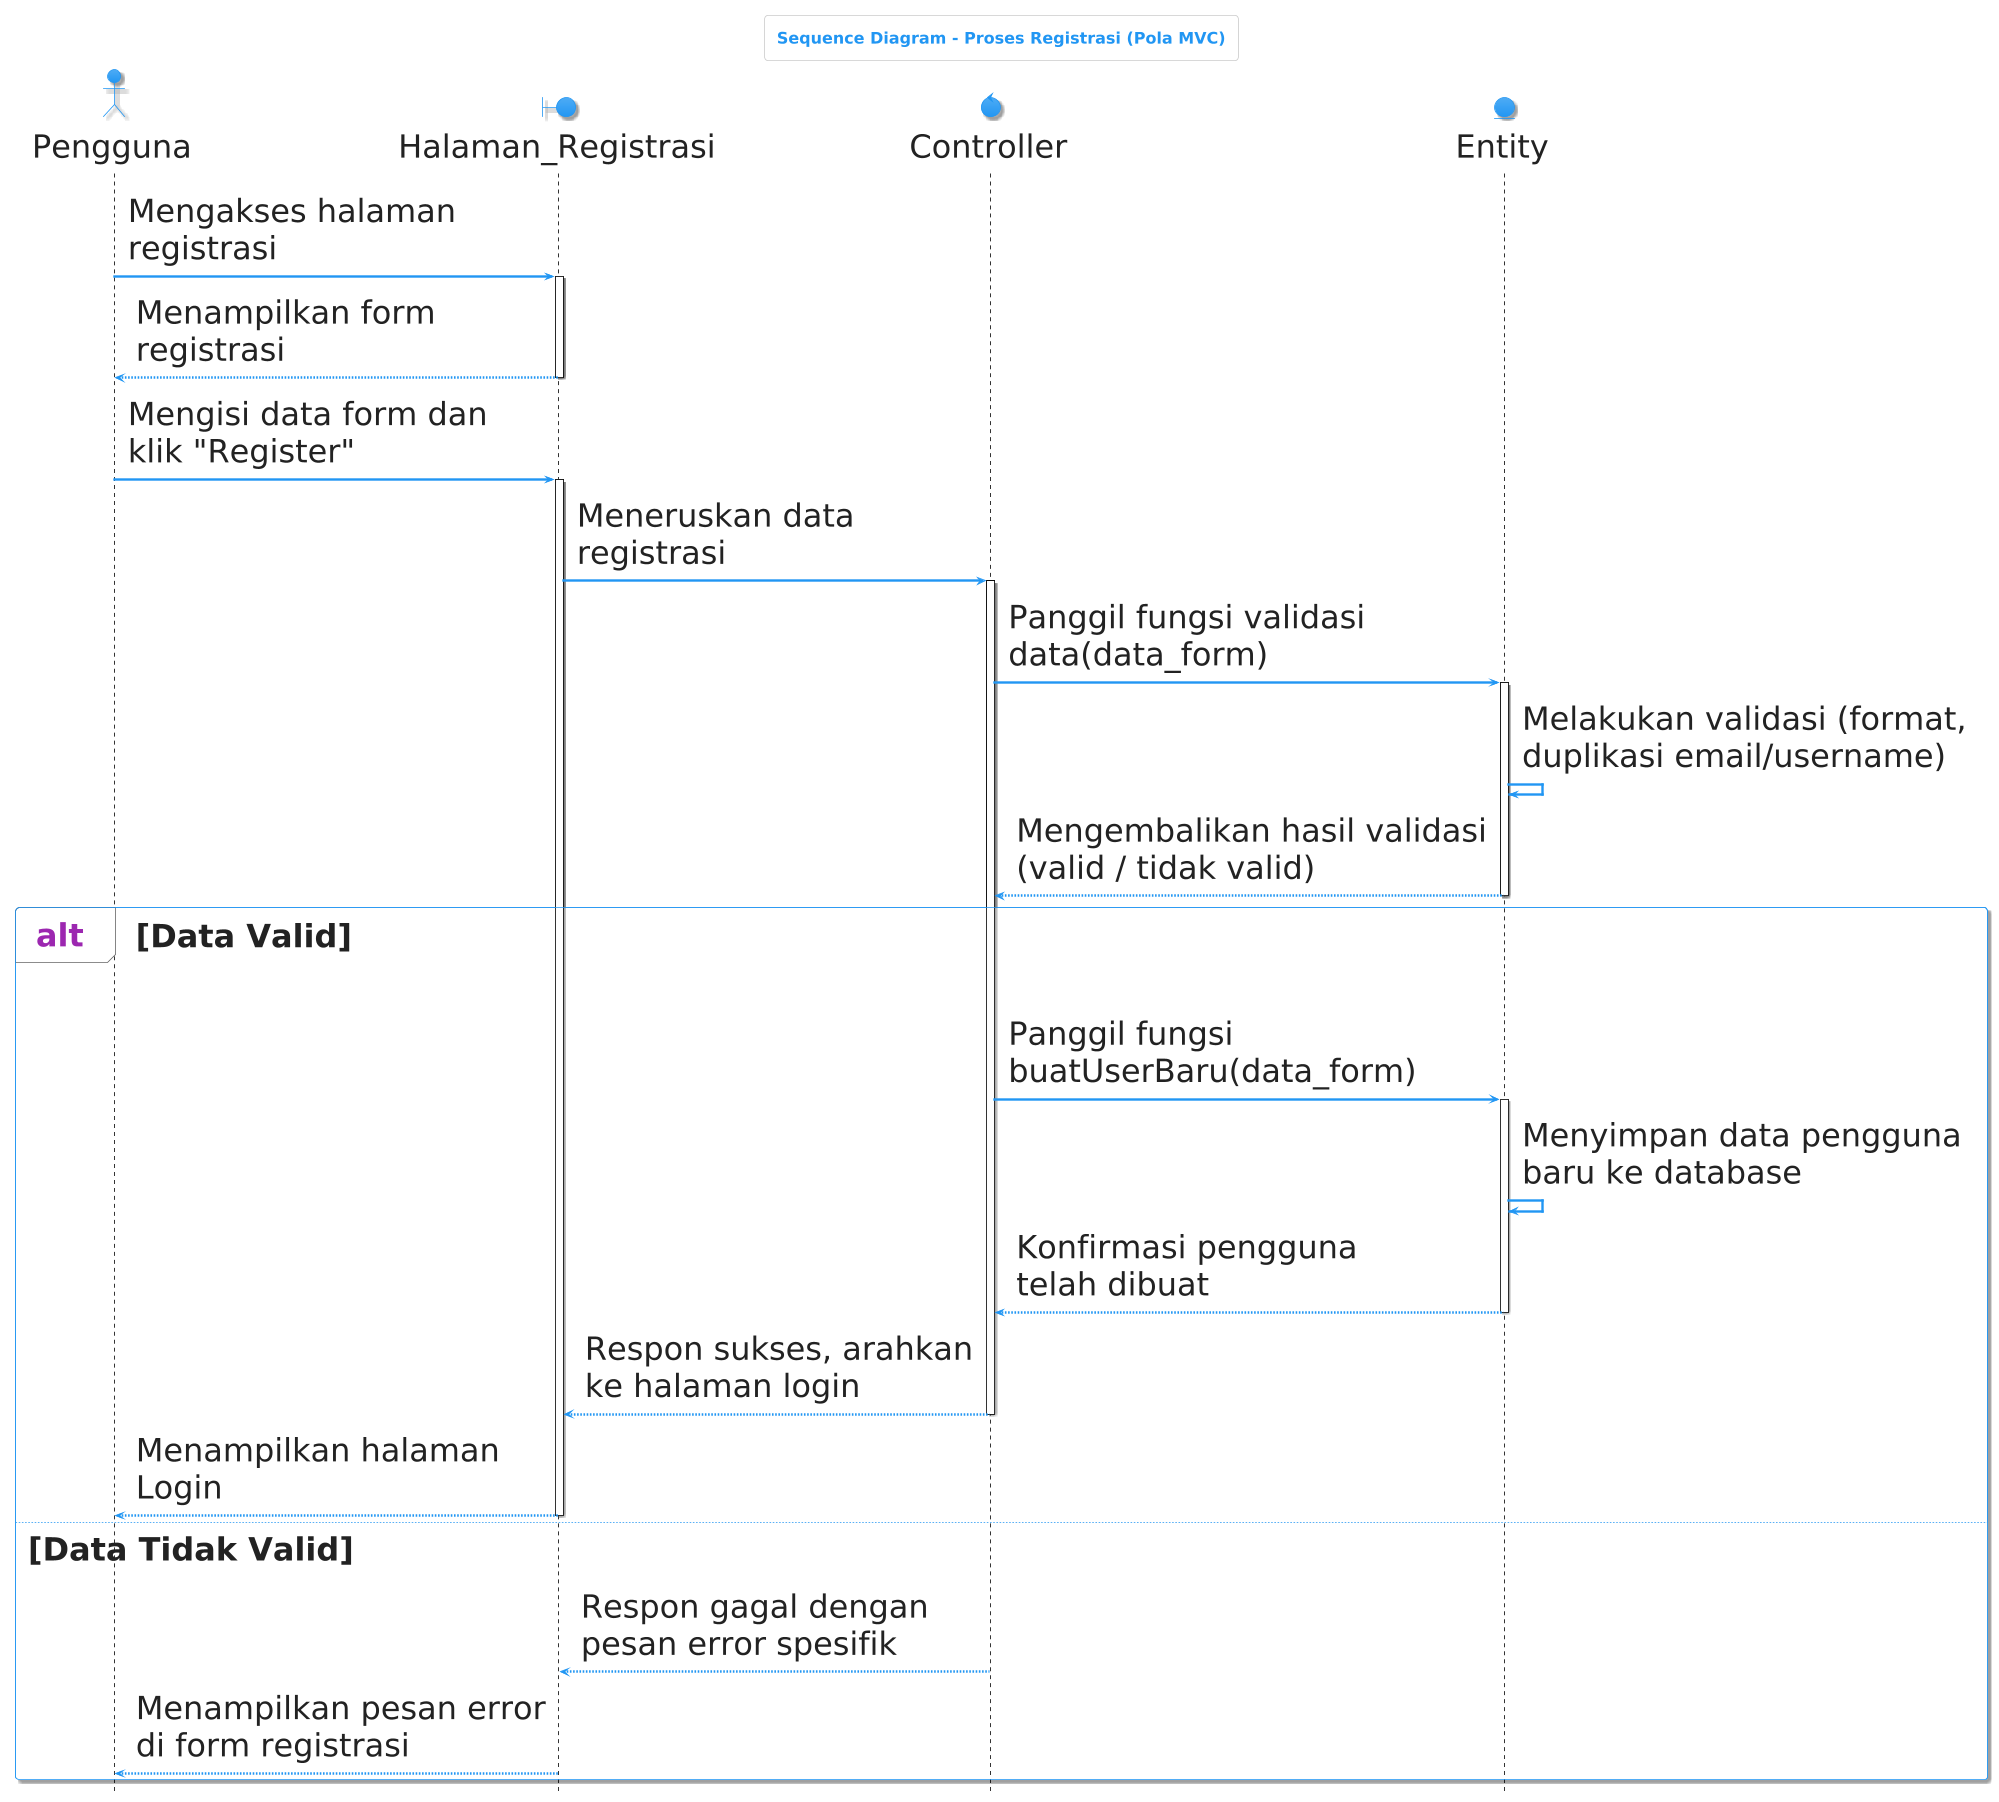 Sequence Diagram - Proses Registrasi (Pola MVC)
Pengguna
Halaman_Registrasi
Controller
Entity
Mengakses halaman
registrasi
Menampilkan form
registrasi
Mengisi data form dan
klik "Register"
Meneruskan data
registrasi
Panggil fungsi validasi
data(data_form)
Melakukan validasi (format,
duplikasi email/username)
Mengembalikan hasil validasi
(valid / tidak valid)
alt
[Data Valid]
Panggil fungsi
buatUserBaru(data_form)
Menyimpan data pengguna
baru ke database
Konfirmasi pengguna
telah dibuat
Respon sukses, arahkan
ke halaman login
Menampilkan halaman
Login
[Data Tidak Valid]
Respon gagal dengan
pesan error spesifik
Menampilkan pesan error
di form registrasi